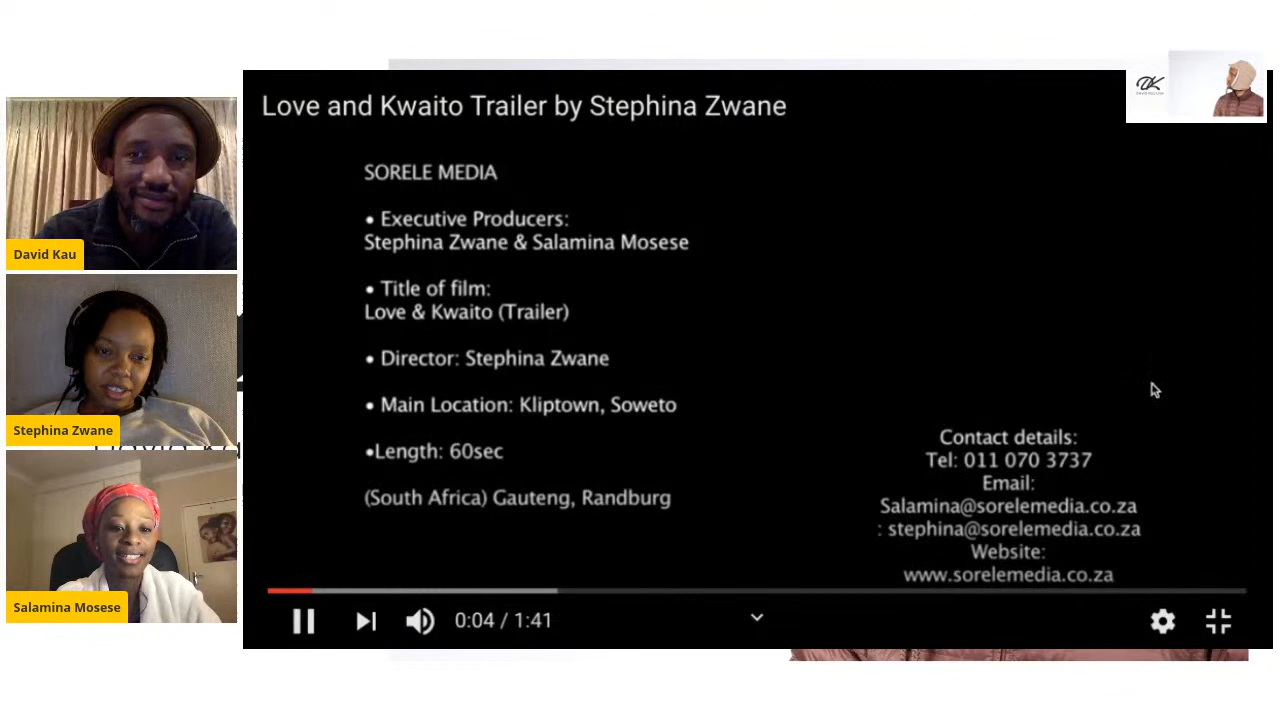 Love and Kwaito Trailer by Stephina Zwane
SORELE MEDIA
• Executive Producers:
Stephina Zwane & Salamina Mosese
• Title of film:
Love & Kwaito (Trailer)
• Director: Stephina Zwane
• Main Location: Kliptown, Soweto
•Length: 60sec
(South Africa) Gauteng, Randburg
Contact details:
Tel: 011 070 3737
Email:
Salamina@sorelemedia.co.za
: stephina@sorelemedia.co.za
Website:
www.sorelemedia.co.za
0:04 / 1:41
David Kau
Stephina Zwane
Salamina Mosese
DK